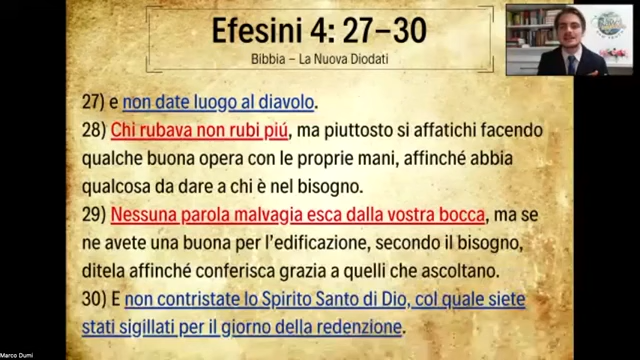 Efesini 4: 27–30
Bibbia – La Nuova Diodati
27) e non date luogo al diavolo.
28) Chi rubava non rubi piú, ma piuttosto si affatichi facendo
qualche buona opera con le proprie mani, affinché abbia
qualcosa da dare a chi è nel bisogno.
29) Nessuna parola malvagia esca dalla vostra bocca, ma se
ne avete una buona per l'edificazione, secondo il bisogno,
ditela affinché conferisca grazia a quelli che ascoltano.
30) E non contristate lo Spirito Santo di Dio, col quale siete
stati sigillati per il giorno della redenzione.
Marco Dumi